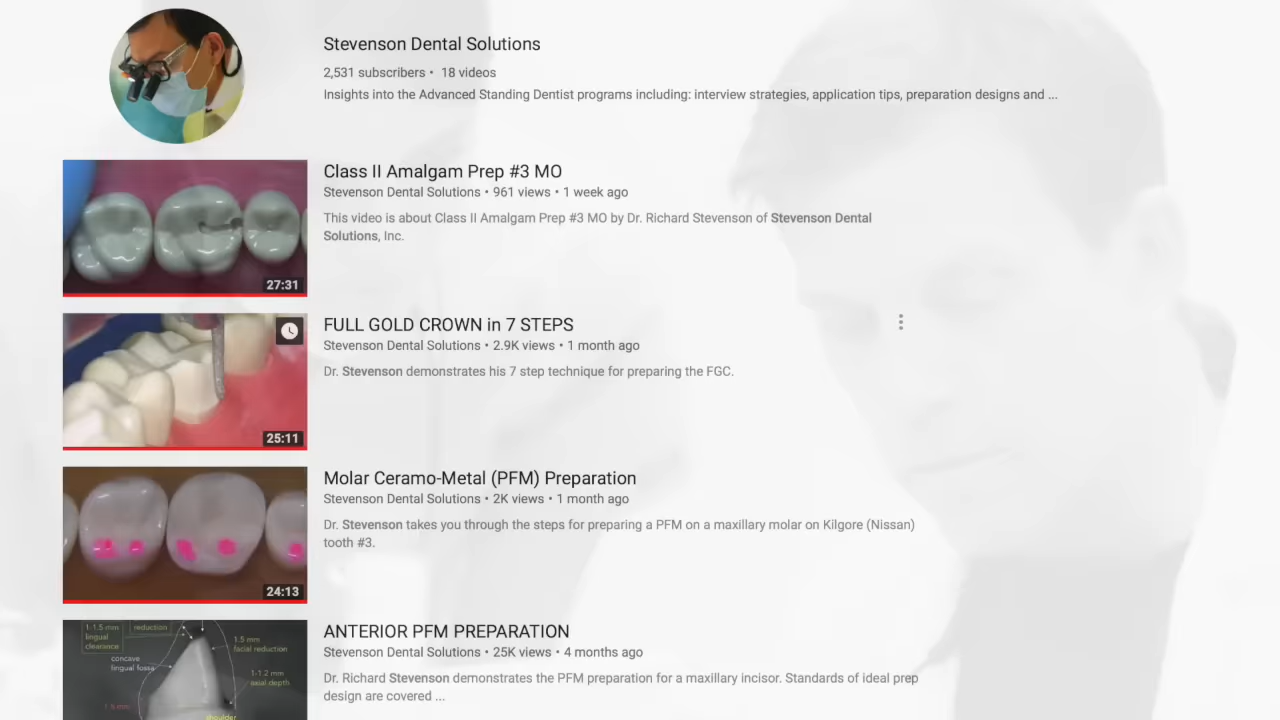 Stevenson Dental Solutions
2,531 subscribers • 18 videos
Insights into the Advanced Standing Dentist programs including: interview strategies, application tips, preparation designs and ...
Class II Amalgam Prep #3 MO
Stevenson Dental Solutions • 961 views • 1 week ago
This video is about Class II Amalgam Prep #3 MO by Dr. Richard Stevenson of Stevenson Dental
Solutions, Inc.
27:31
FULL GOLD CROWN in 7 STEPS
Stevenson Dental Solutions • 2.9K views • 1 month ago
Dr. Stevenson demonstrates his 7 step technique for preparing the FGC.
25:11
Molar Ceramo-Metal (PFM) Preparation
Stevenson Dental Solutions • 2K views • 1 month ago
Dr. Stevenson takes you through the steps for preparing a PFM on a maxillary molar on Kilgore (Nissan)
tooth #3.
24:13
ANTERIOR PFM PREPARATION
Stevenson Dental Solutions • 25K views • 4 months ago
Dr. Richard Stevenson demonstrates the PFM preparation for a maxillary incisor. Standards of ideal prep
design are covered ...
1-1.5 mm
lingual
clearance
reduction
1.5 mm
facial reduction
concave
lingual fossa
1-1.2 mm
axial depth
1.5 mm
shoulder